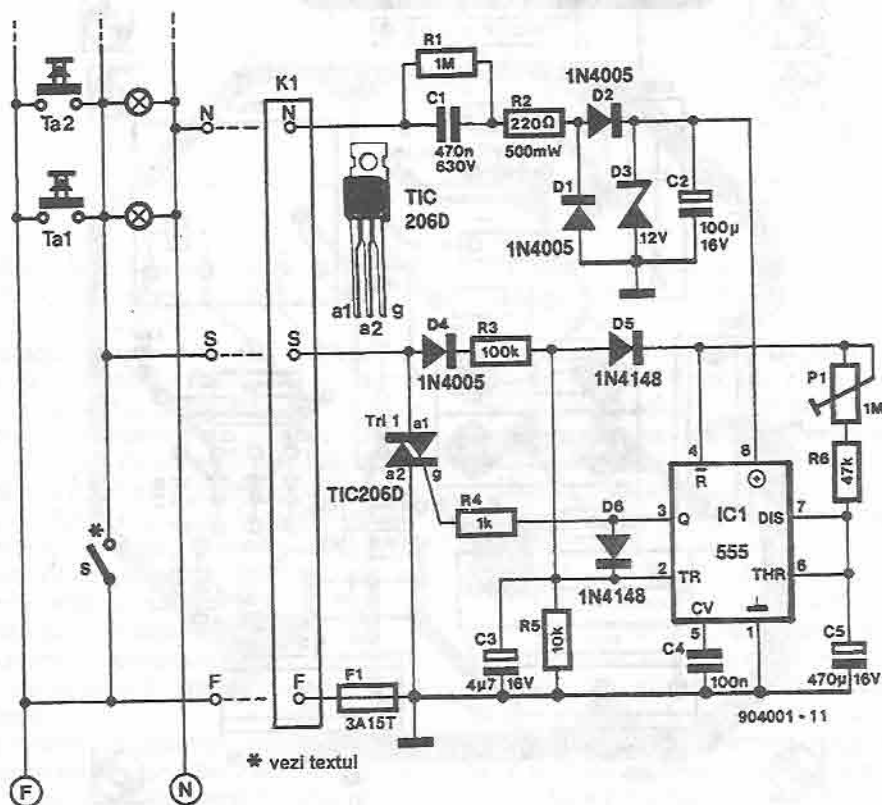 R1
1M
1N4005
Ta2
K1
N
N
C1
R2
D2
220Ω
470n
630V
500mW
TIC
206D
D1
D3
C2
12V
100µ
16V
1N4005
Ta1
a1
a2
g
S
S
D4
R3
D5
100k
1N4005
1N4148
P1
1M
Tri 1
a1
a2
g
TIC206D
4
8
R
R6
47k
R4
1k
D6
3
Q
IC1
DIS
7
555
*
S
2
TR
THR
6
1N4148
CV
R5
10k
5
1
C3
4µ7
16V
C4
100n
C5
470µ
16V
F
F
F1
3A15T
904001 - 11
* vezi textul
F
N